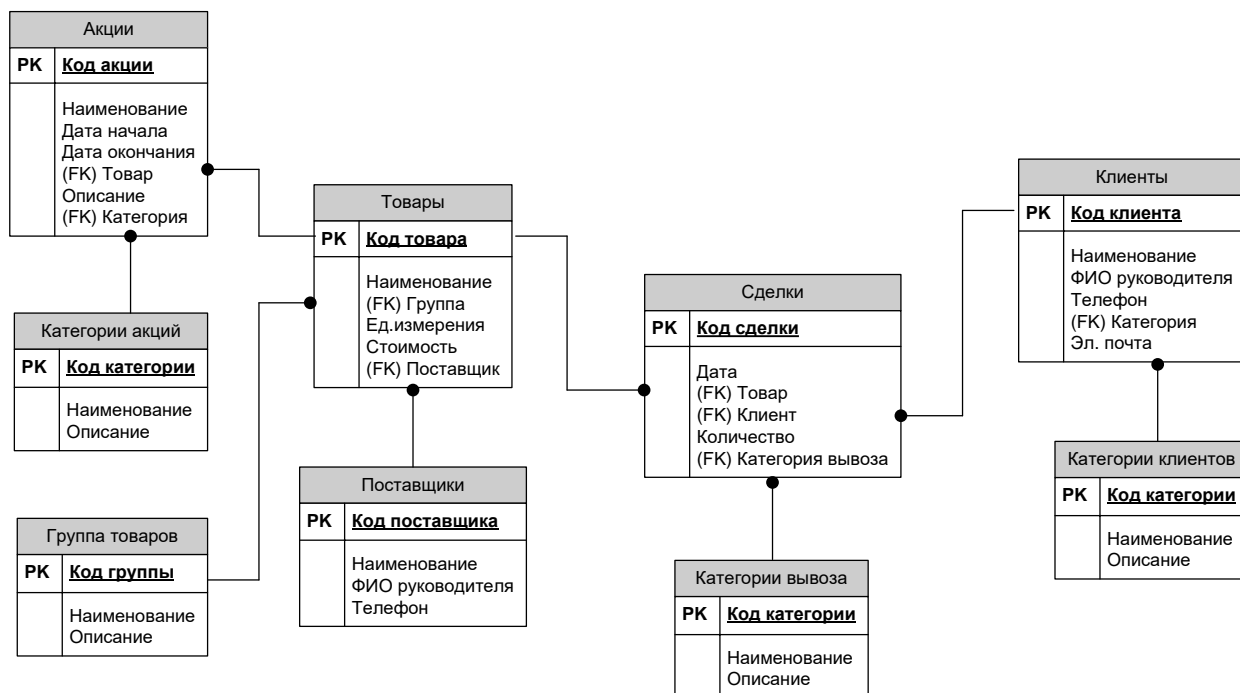 Акции
PK Код акции
Наименование
Дата начала
Дата окончания
(FK) Товар
Описание
(FK) Категория
Категории акций
PK Код категории
Наименование
Описание
Группа товаров
PK Код группы
Наименование
Описание
Товары
PK Код товара
Наименование
(FK) Группа
Ед.измерения
Стоимость
(FK) Поставщик
Поставщики
PK Код поставщика
Наименование
ФИО руководителя
Телефон
Сделки
PK Код сделки
Дата
(FK) Товар
(FK) Клиент
Количество
(FK) Категория вывоза
Категории вывоза
PK Код категории
Наименование
Описание
Клиенты
PK Код клиента
Наименование
ФИО руководителя
Телефон
(FK) Категория
Эл. почта
Категории клиентов
PK Код категории
Наименование
Описание